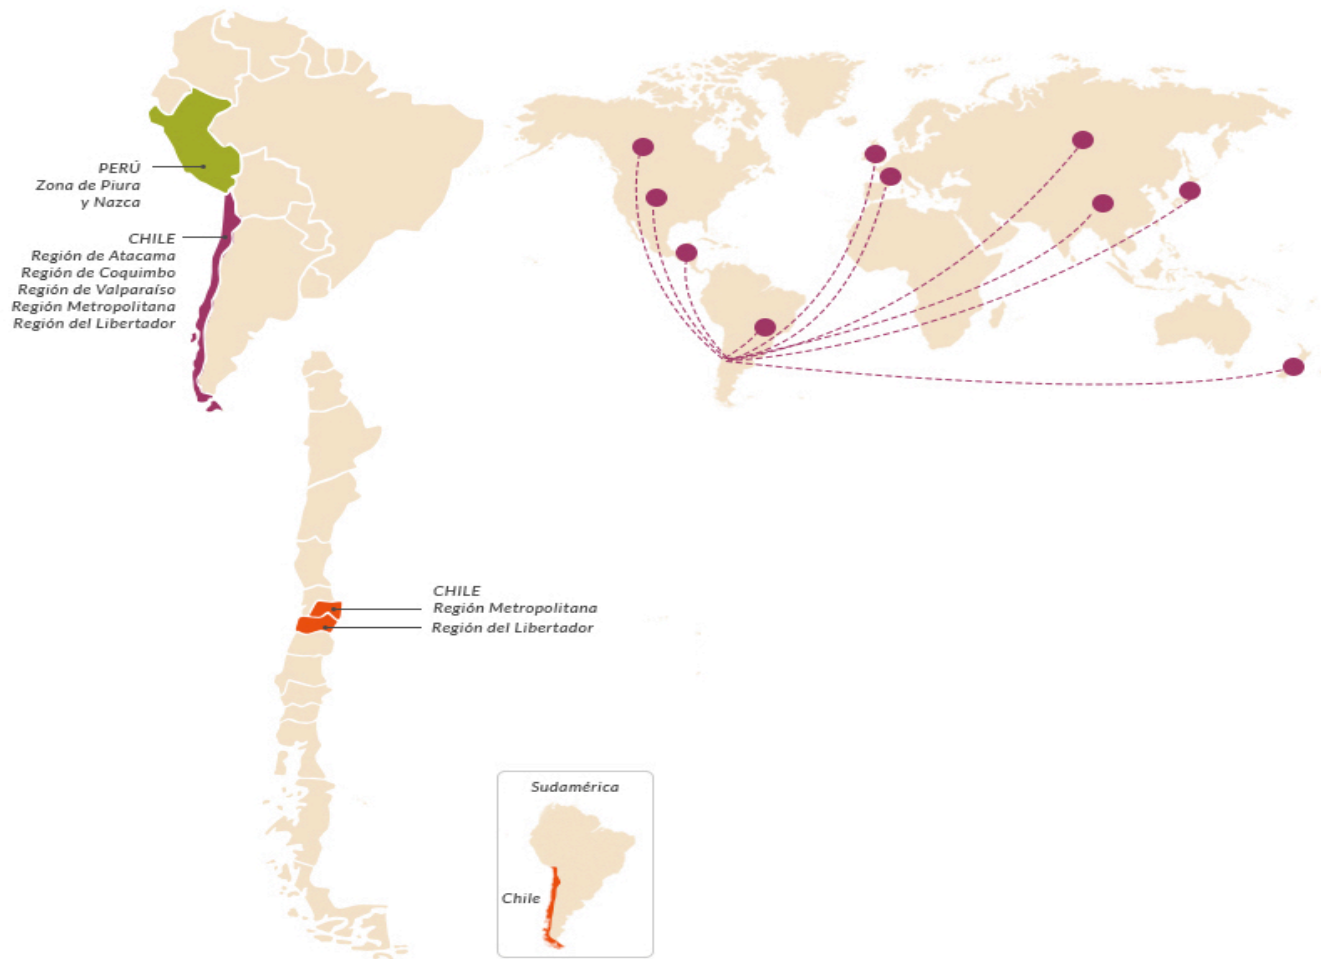 PERÚ
Zona de Piura
y Nazca
CHILE
Región de Atacama
Región de Coquimbo
Región de Valparaíso
Región Metropolitana
Región del Libertador
CHILE
Región Metropolitana
Región del Libertador
Sudamérica
Chile